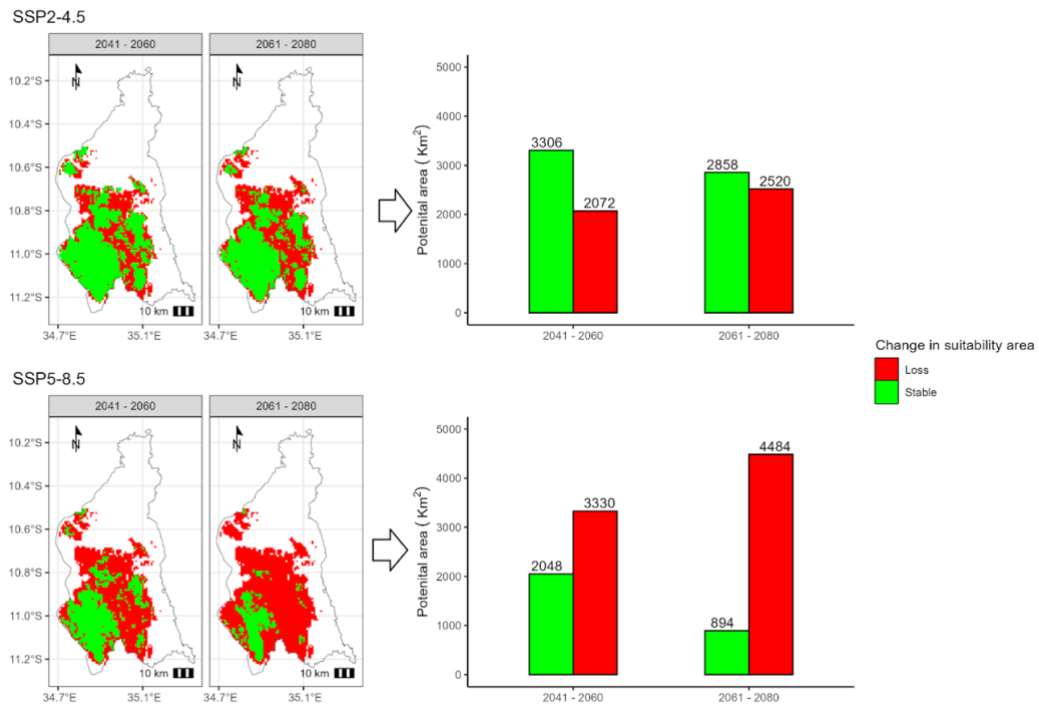 SSP2-4.5
2041 - 2060
2061 - 2080
10.2°S
10.4°S
10.6°S
10.8°S
11.0°S
11.2°S
N
N
10 km
10 km
34.7°E
35.1°E
34.7°E
35.1°E
Potenital area ( Km²)
5000
4000
3000
2000
1000
0
3306
2072
2858
2520
2041 - 2060
2061 - 2080
Change in suitability area
Loss
Stable
SSP5-8.5
2041 - 2060
2061 - 2080
10.2°S
10.4°S
10.6°S
10.8°S
11.0°S
11.2°S
N
N
10 km
10 km
34.7°E
35.1°E
34.7°E
35.1°E
Potenital area ( Km²)
5000
4000
3000
2000
1000
0
2048
3330
894
4484
2041 - 2060
2061 - 2080